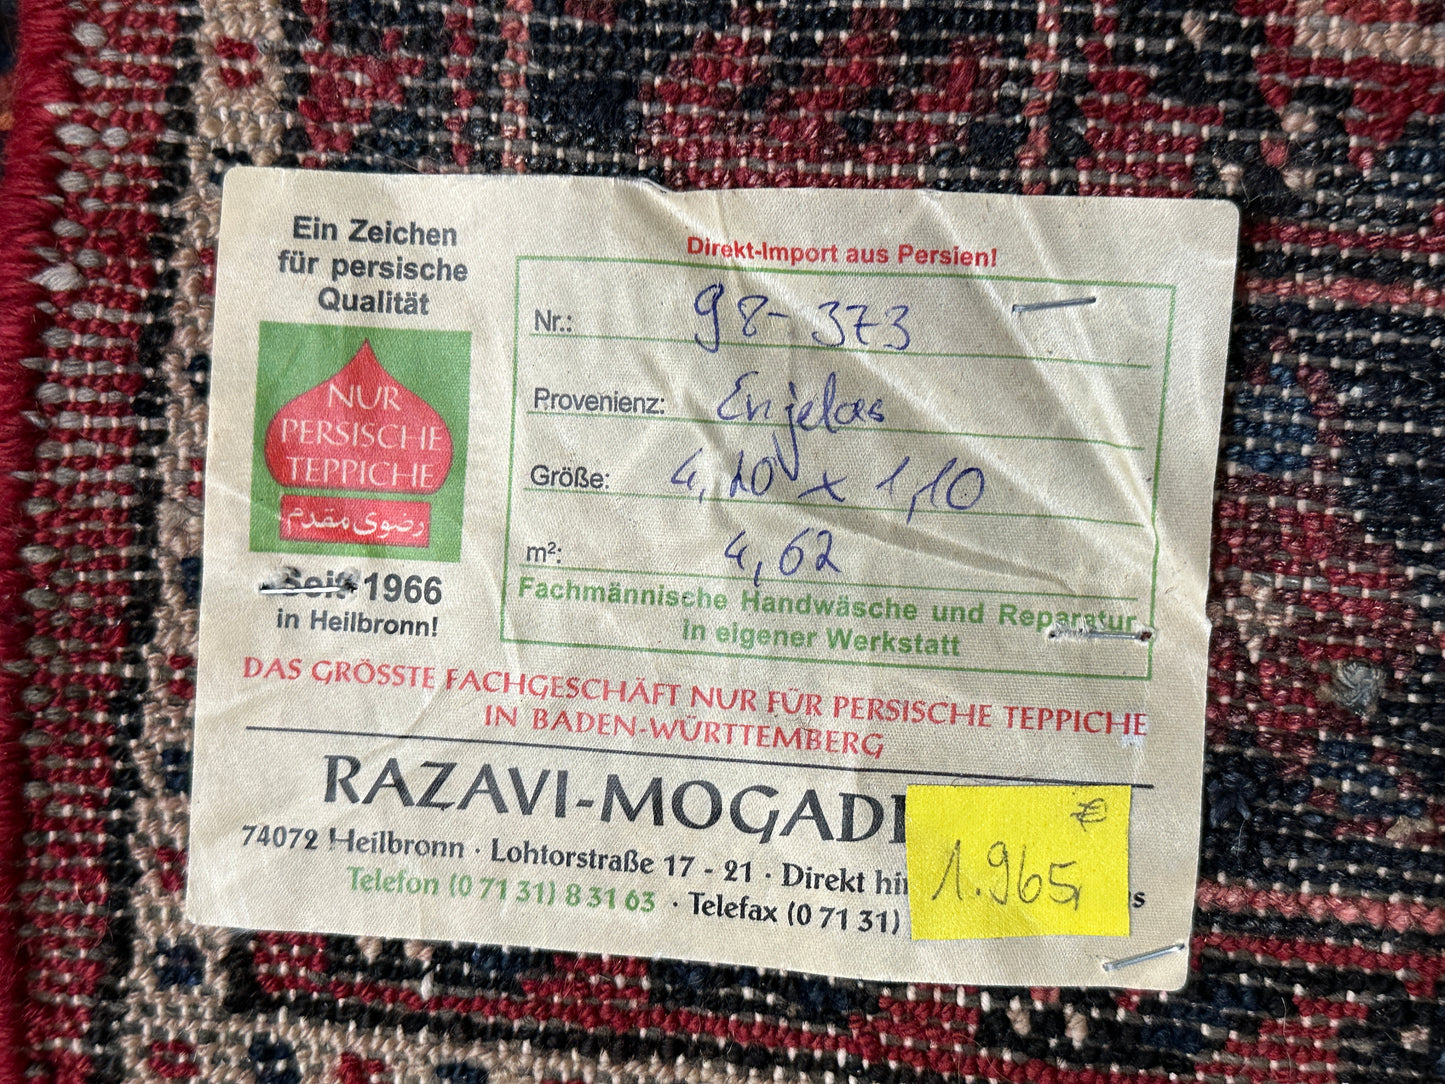 Ein Zeichen
für persische
Qualität
NUR
PERSISCHE
TEPPICHE
رضوی مقدم
Seit 1966
in Heilbronn!
Direkt-Import aus Persien!
Nr.: 98-373
Provenienz: Enjelas
Größe: 4,20 x 1,10
m²: 4,62
Fachmännische Handwäsche und Reparatur
in eigener Werkstatt
DAS GRÖSSTE FACHGESCHÄFT NUR FÜR PERSISCHE TEPPICHE
IN BADEN-WÜRTTEMBERG
RAZAVI-MOGAD
74072 Heilbronn · Lohtorstraße 17 - 21 · Direkt hi
Telefon (0 71 31) 8 31 63 · Telefax (0 71 31)
€
1.965,